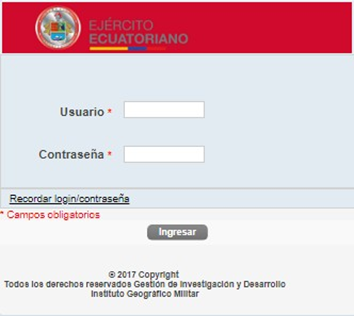 EJÉRCITO
ECUATORIANO
Usuario *
Contraseña *
Recordar login/contraseña
* Campos obligatorios
Ingresar
© 2017 Copyright
Todos los derechos reservados Gestión de Investigación y Desarrollo
Instituto Geográfico Militar